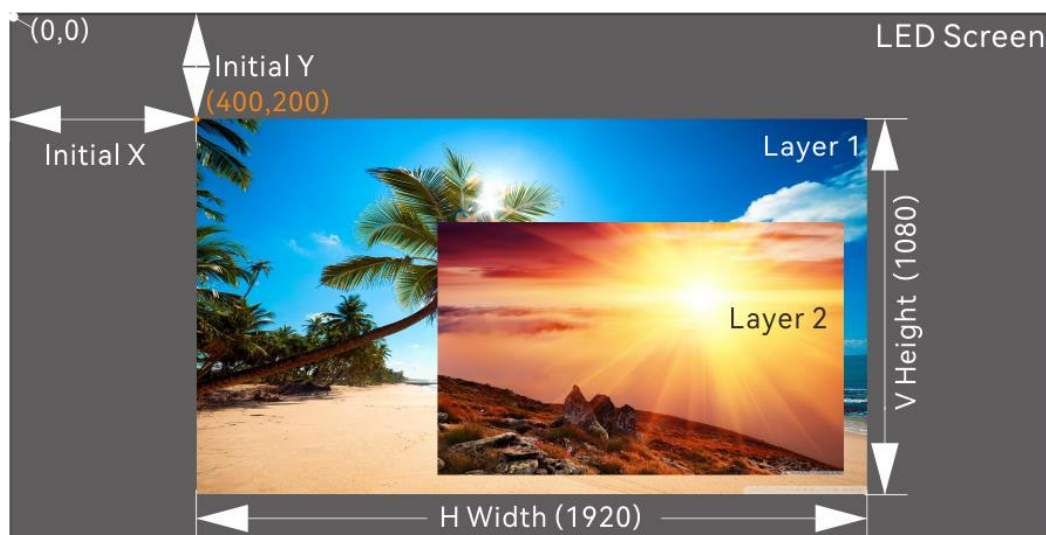 (0,0)
LED Screen
Initial Y
(400,200)
Initial X
Layer 1
Layer 2
V Height (1080)
H Width (1920)